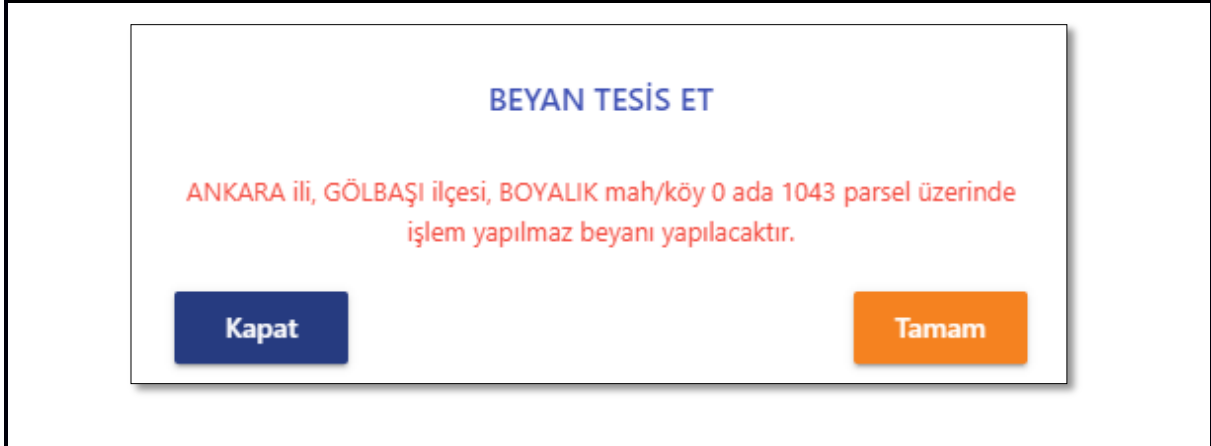 BEYAN TESİS ET
ANKARA ili, GÖLBAŞI ilçesi, BOYALIK mah/köy 0 ada 1043 parsel üzerinde
işlem yapılmaz beyanı yapılacaktır.
Kapat
Tamam